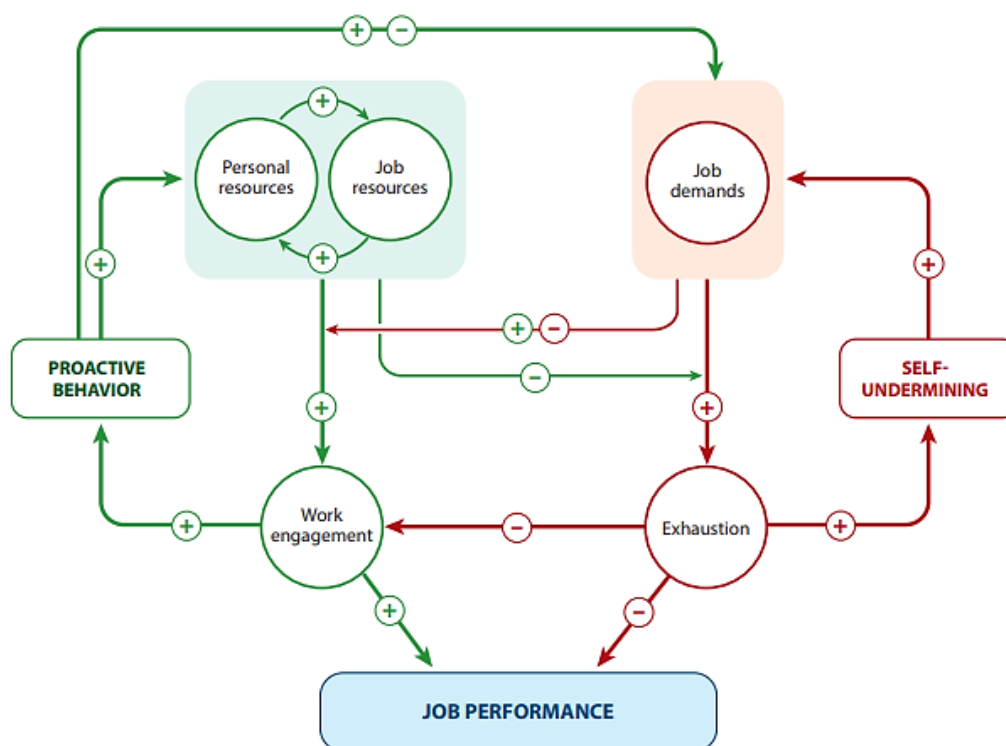 + −
+
Personal
resources
Job
resources
Job
demands
+
+
+
+ −
−
PROACTIVE
BEHAVIOR
SELF-
UNDERMINING
+
+
Work
engagement
Exhaustion
+
−
+
+
−
JOB PERFORMANCE